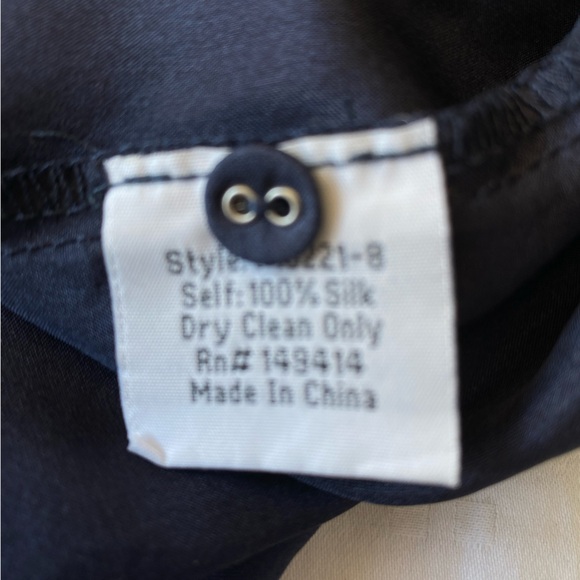 Style:
Self: 100% Silk
Dry Clean Only
Rn# 149414
Made In China